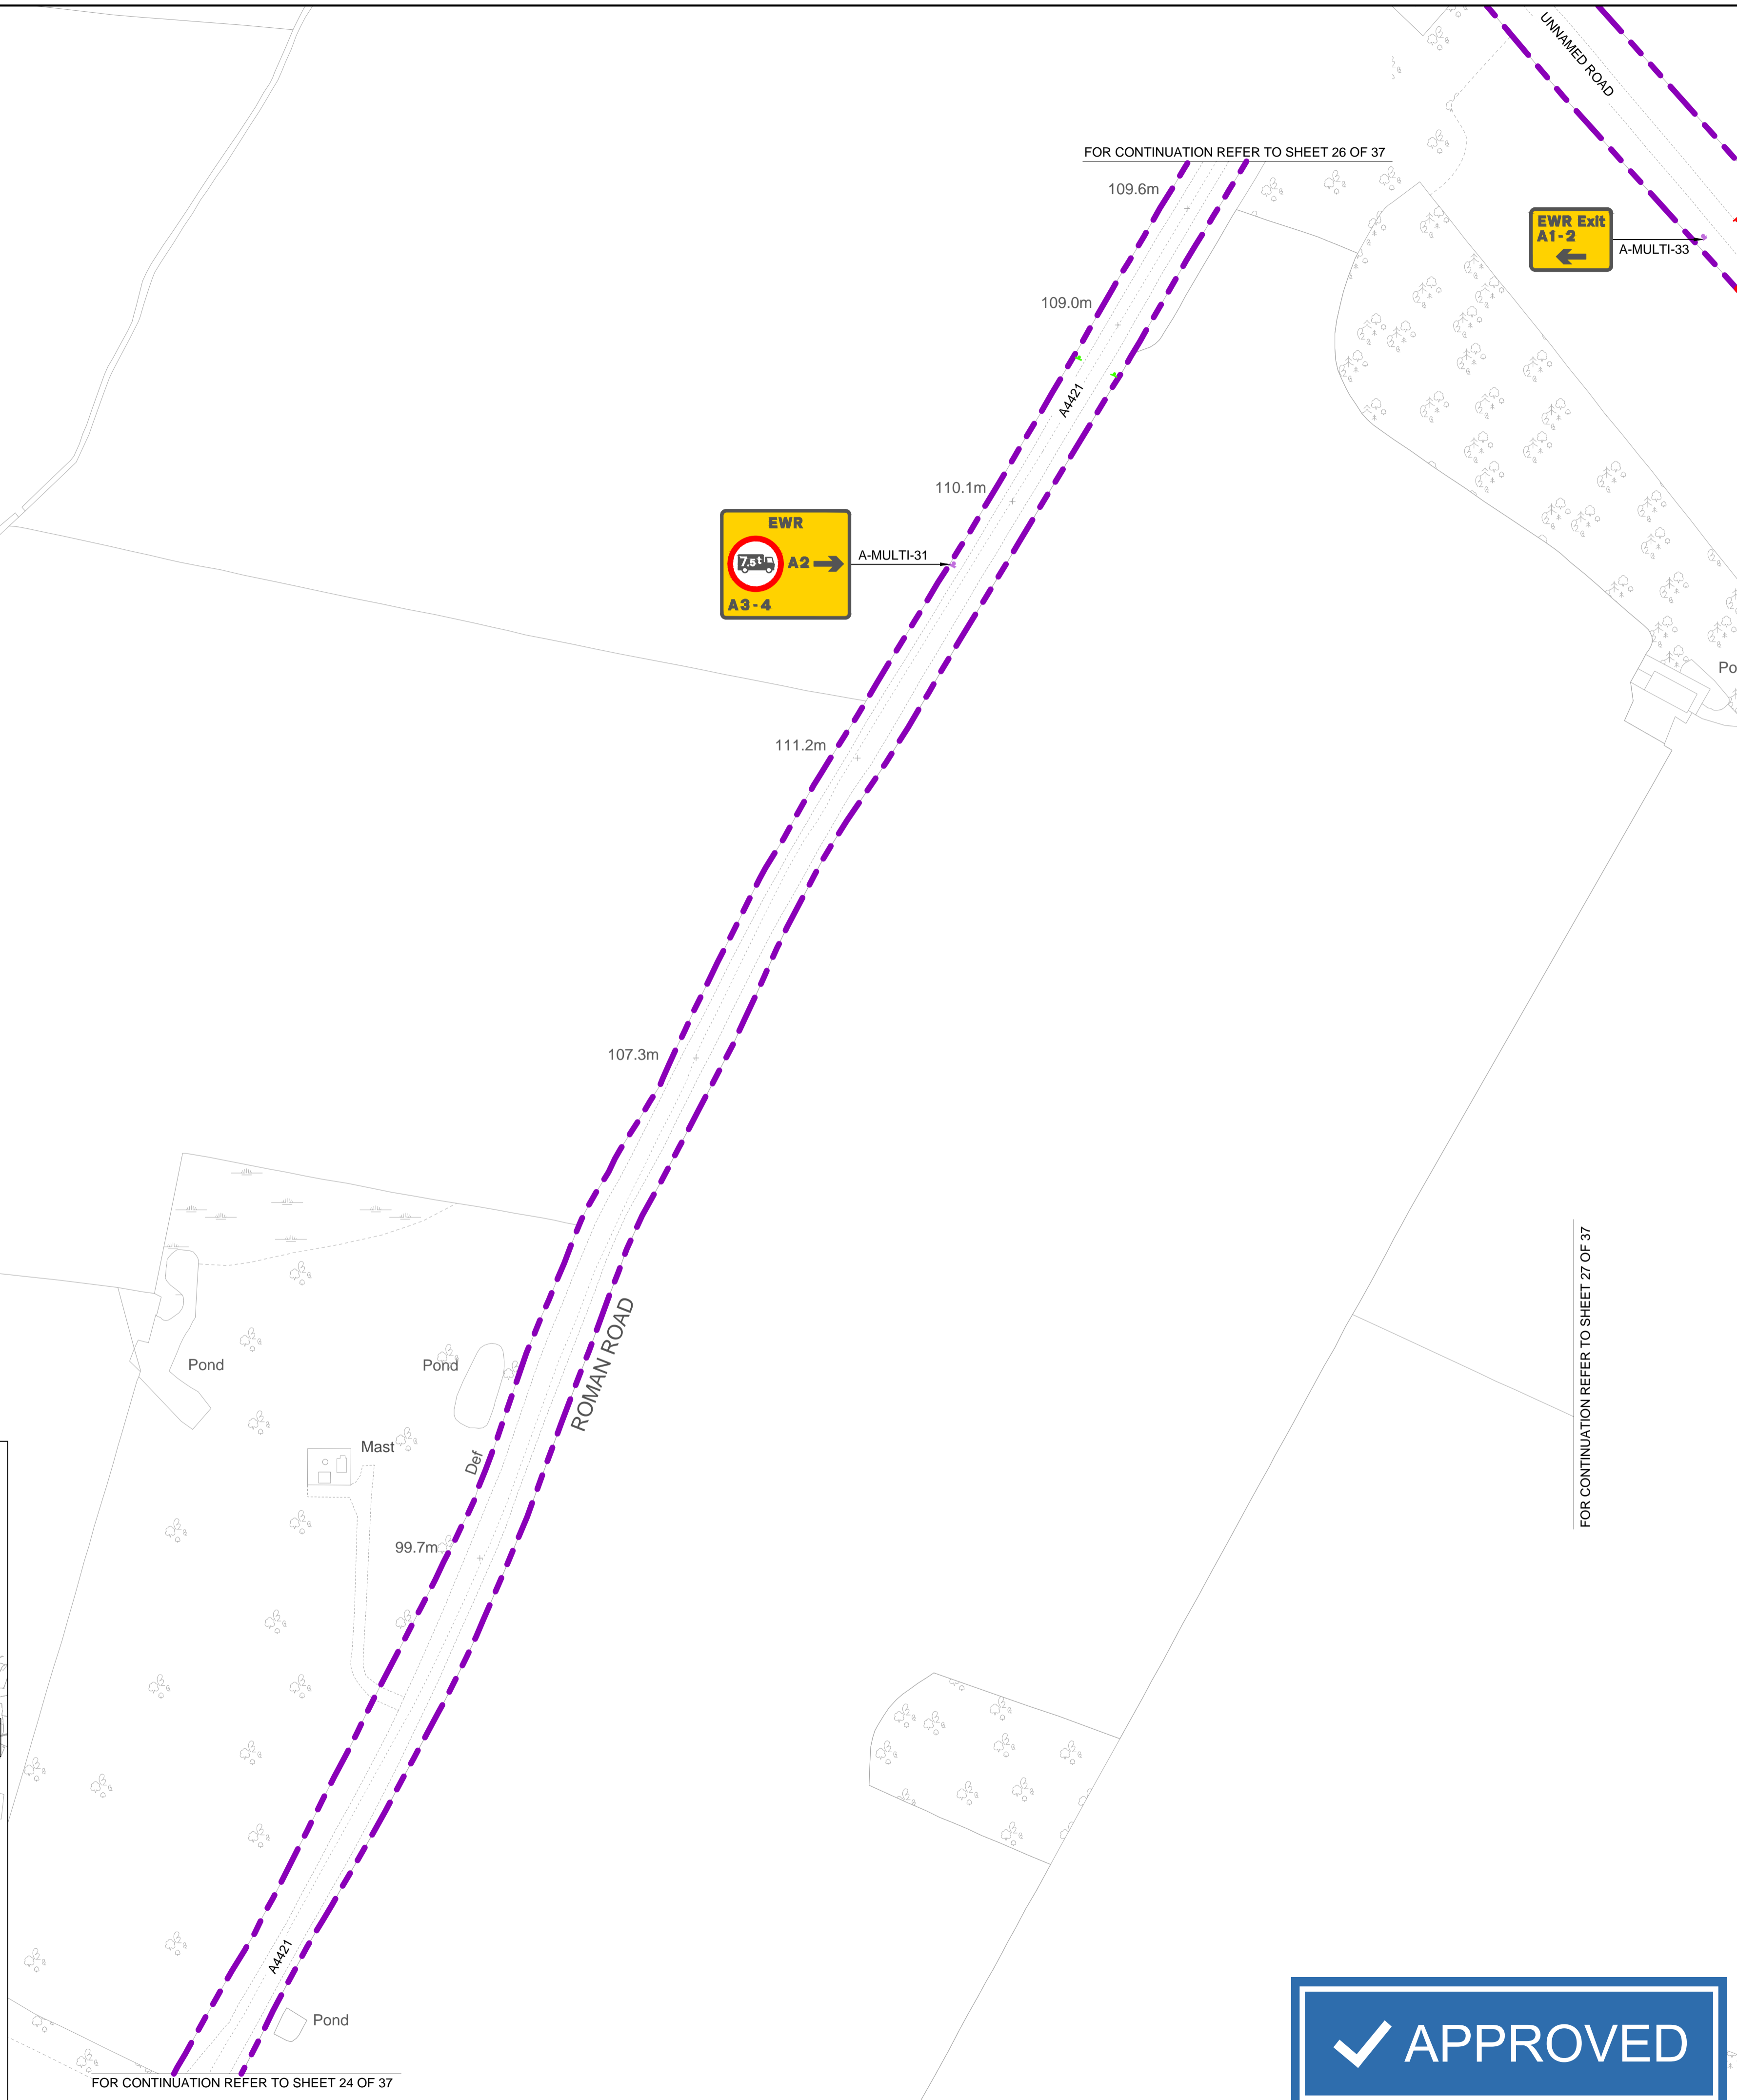 UNNAMED ROAD
FOR CONTINUATION REFER TO SHEET 26 OF 37
109.6m
EWR Exit
A1-2
A-MULTI-33
109.0m
A4421
110.1m
EWR
7.5t
A2
A3-4
A-MULTI-31
111.2m
107.3m
FOR CONTINUATION REFER TO SHEET 27 OF 37
ROMAN ROAD
Pond
Pond
Mast
Def
99.7m
A4421
Pond
APPROVED
FOR CONTINUATION REFER TO SHEET 24 OF 37